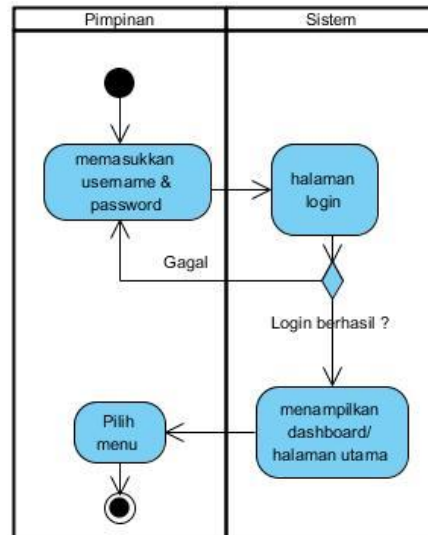 Pimpinan
Sistem
memasukkan
username &
password
halaman
login
Gagal
Login berhasil ?
Pilih
menu
menampilkan
dashboard/
halaman utama